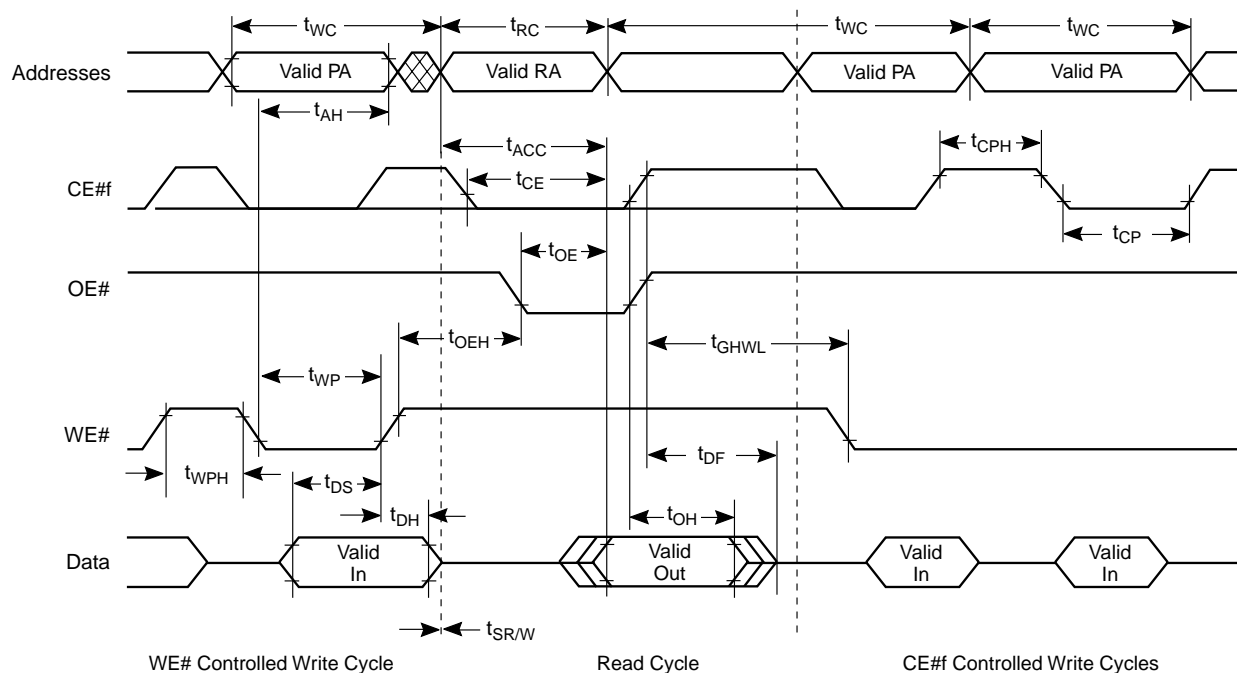 tWC tRC tWC tWC
Addresses Valid PA Valid RA Valid PA Valid PA
tAH
tACC
tCPH
CE#f tCE
tCP
tOE
OE#
tOEH tGHWL
tWP
WE#
tWPH tDS tDF
tDH tOH
Data Valid In Valid Out Valid In Valid In
tSR/W
WE# Controlled Write Cycle Read Cycle CE#f Controlled Write Cycles